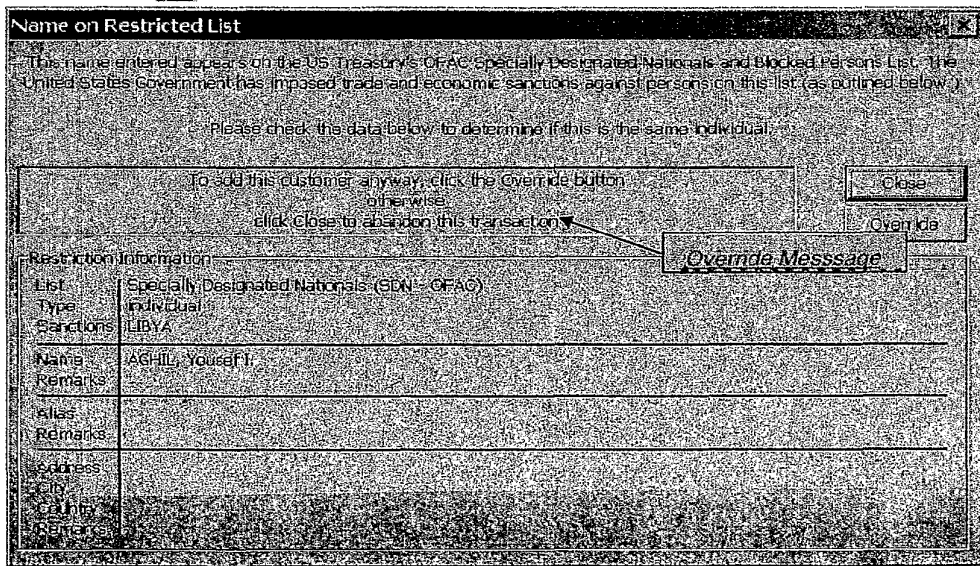 Name on Restricted List
This name entered appears on the US Treasury's OFAC Specially Designated Nationals and Blocked Persons List. The
United States Government has imposed trade and economic sanctions against persons on this list (as outlined below).
Please check the data below to determine if this is the same individual.
To add this customer anyway, click the Override button
otherwise
click Close to abandon this transaction
Close
Override
Override Messsage
Restriction Information
List Specially Designated Nationals (SDN - OFAC)
Type Individual
Sanctions LIBYA
Name AGHIL, Yousef I.
Remarks
Alias
Remarks
Address
City
Country
Remarks